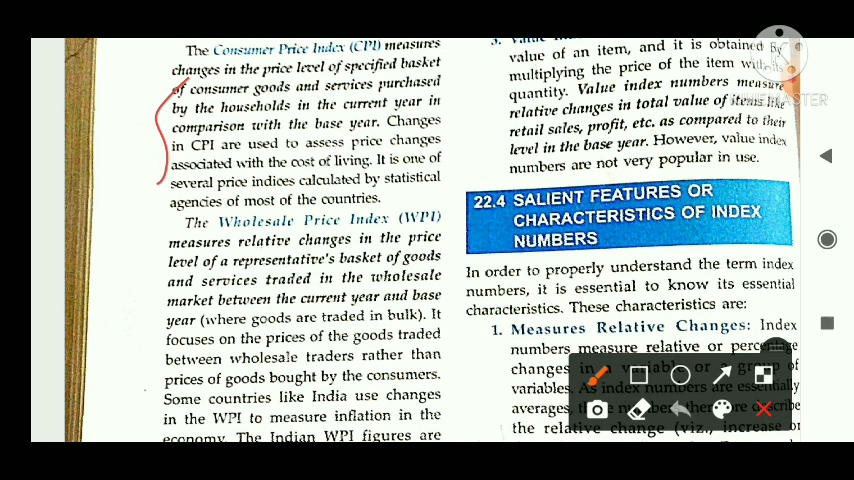 The Consumer Price Index (CPI) measures
changes in the price level of specified basket
of consumer goods and services purchased
by the households in the current year in
comparison with the base year. Changes
in CPI are used to assess price changes
associated with the cost of living. It is one of
several price indices calculated by statistical
agencies of most of the countries.
The Wholesale Price Index (WPI)
measures relative changes in the price
level of a representative's basket of goods
and services traded in the wholesale
market between the current year and base
year (where goods are traded in bulk). It
focuses on the prices of the goods traded
between wholesale traders rather than
prices of goods bought by the consumers.
Some countries like India use changes
in the WPI to measure inflation in the
economy. The Indian WPI figures are
3. Value
value of an item, and it is obtained by
multiplying the price of the item with its
quantity. Value index numbers measure
relative changes in total value of items like
retail sales, profit, etc. as compared to their
level in the base year. However, value index
numbers are not very popular in use.
22.4 SALIENT FEATURES OR
CHARACTERISTICS OF INDEX
NUMBERS
In order to properly understand the term index
numbers, it is essential to know its essential
characteristics. These characteristics are:
1. Measures Relative Changes: Index
numbers measure relative or percentage
changes in a variable or a group of
variables. As index numbers are essentially
averages, describe
the relative change (viz., increase or